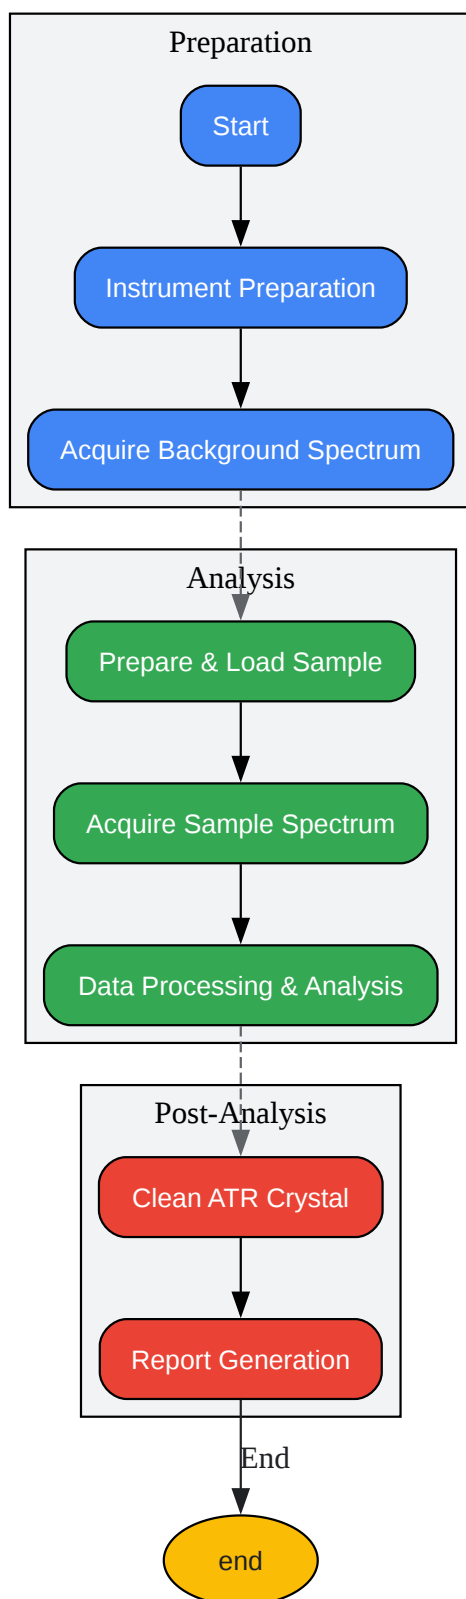 Preparation
Start
Instrument Preparation
Acquire Background Spectrum
Analysis
Prepare & Load Sample
Acquire Sample Spectrum
Data Processing & Analysis
Post-Analysis
Clean ATR Crystal
Report Generation
End
end